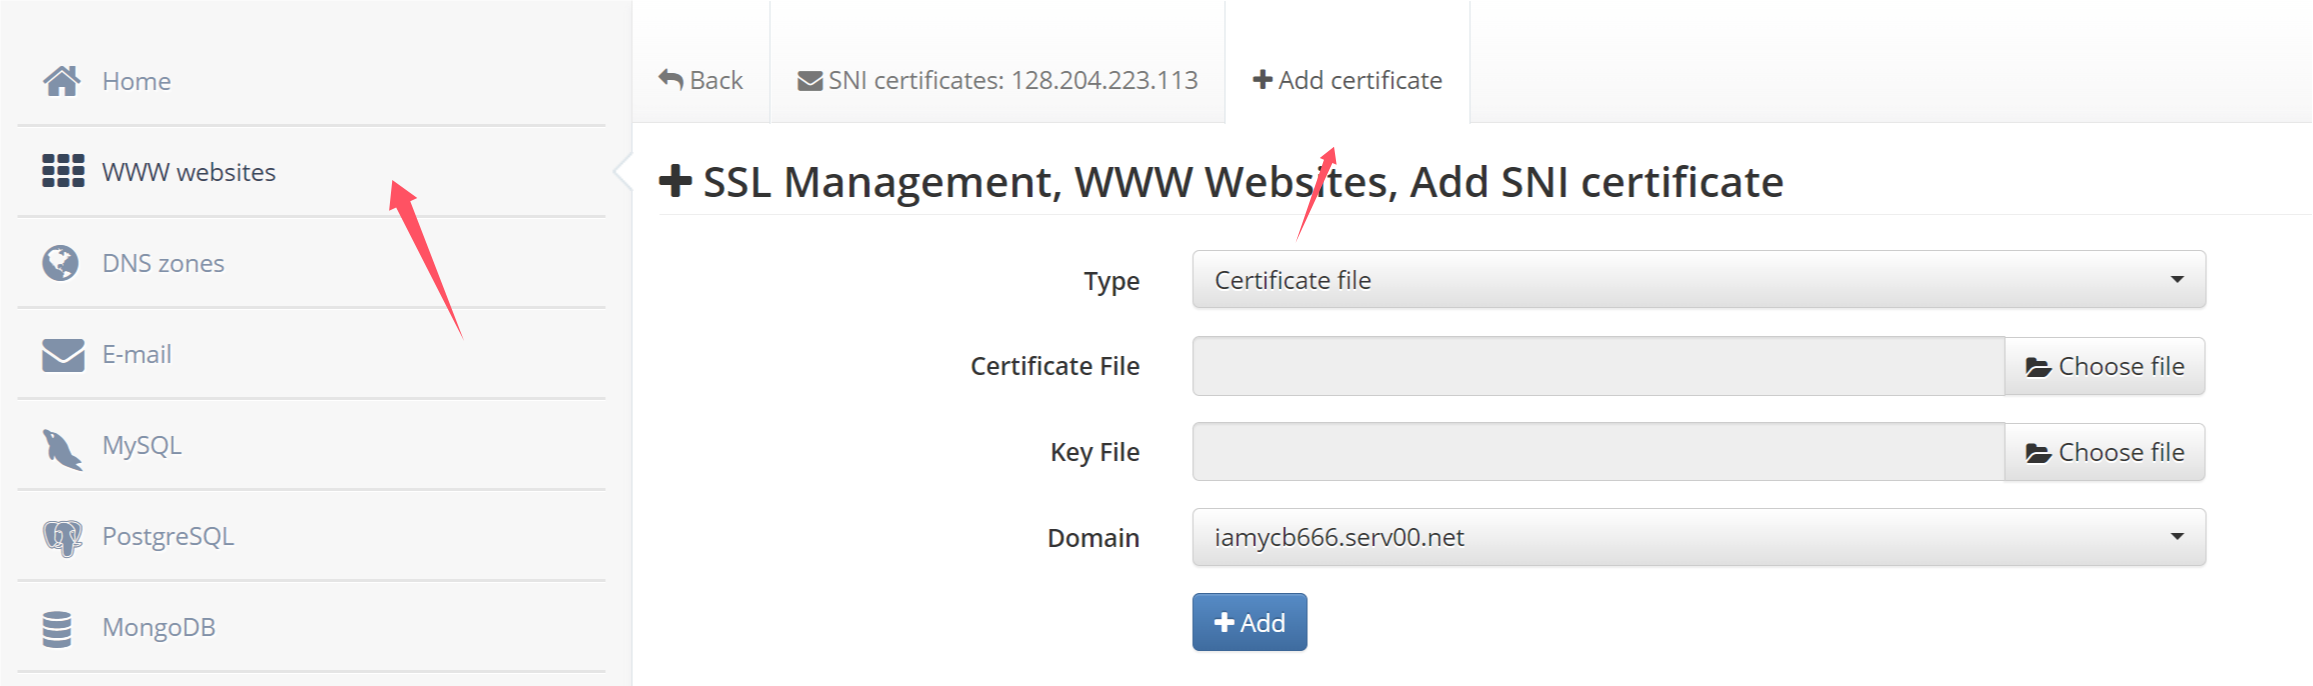 Home
WWW websites
DNS zones
E-mail
MySQL
PostgreSQL
MongoDB
Back
SNI certificates: 128.204.223.113
Add certificate
SSL Management, WWW Websites, Add SNI certificate
Type
Certificate file
Certificate File
Choose file
Key File
Choose file
Domain
iamycb666.serv00.net
Add